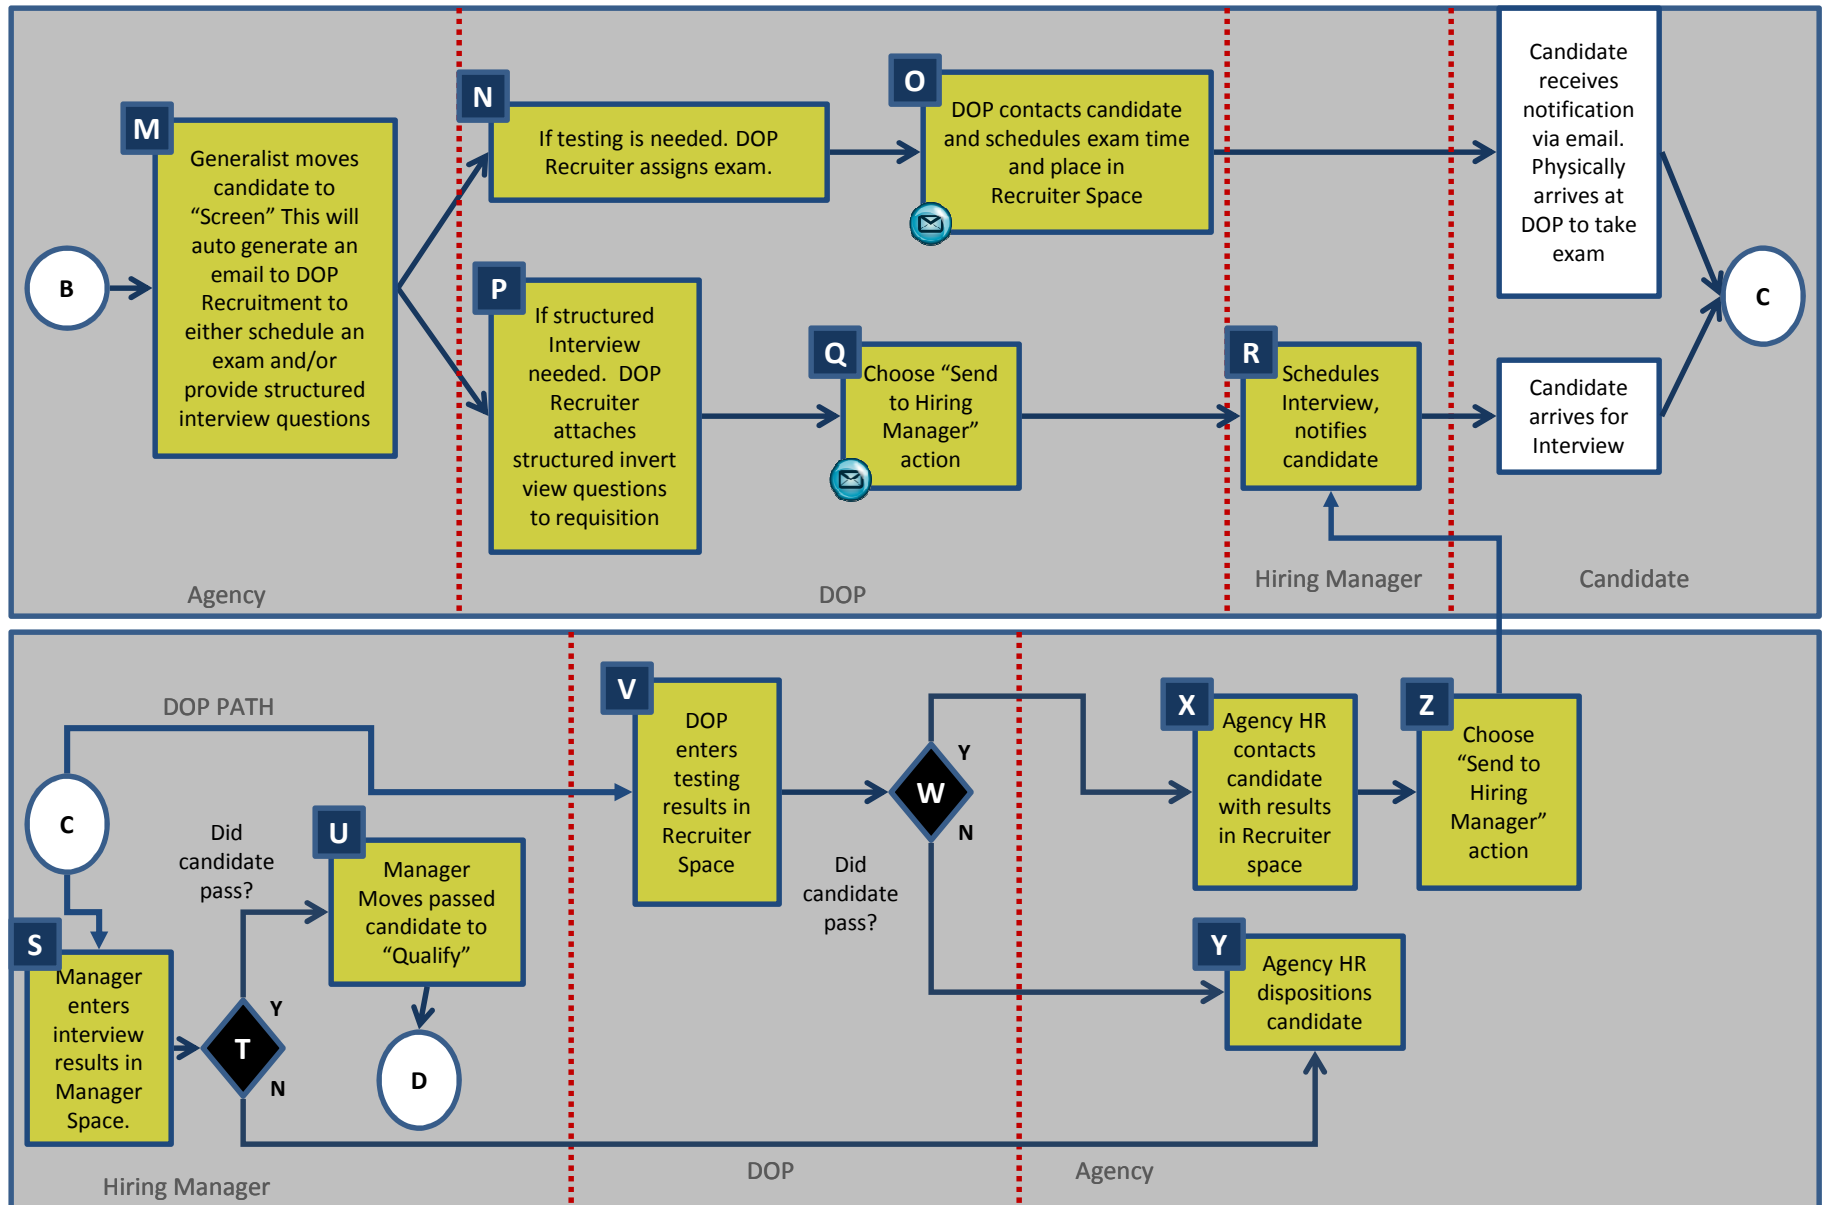 M
Generalist moves
candidate to
“Screen” This will
auto generate an
email to DOP
Recruitment to
either schedule an
exam and/or
provide structured
interview questions
B
N
If testing is needed. DOP
Recruiter assigns exam.
O
DOP contacts candidate
and schedules exam time
and place in
Recruiter Space
Candidate
receives
notification
via email.
Physically
arrives at
DOP to take
exam
C
P
If structured
Interview
needed.  DOP
Recruiter
attaches
structured invert
view questions
to requisition
Q
Choose “Send
to Hiring
Manager”
action
R
Schedules
Interview,
notifies
candidate
Candidate
arrives for
Interview
Agency
DOP
Hiring Manager
Candidate
DOP PATH
C
S
Manager
enters
interview
results in
Manager
Space.
Did
candidate
pass?
T
Y
N
U
Manager
Moves passed
candidate to
“Qualify”
D
V
DOP
enters
testing
results in
Recruiter
Space
W
Y
N
Did
candidate
pass?
X
Agency HR
contacts
candidate
with results
in Recruiter
space
Z
Choose
“Send to
Hiring
Manager”
action
Y
Agency HR
dispositions
candidate
Hiring Manager
DOP
Agency